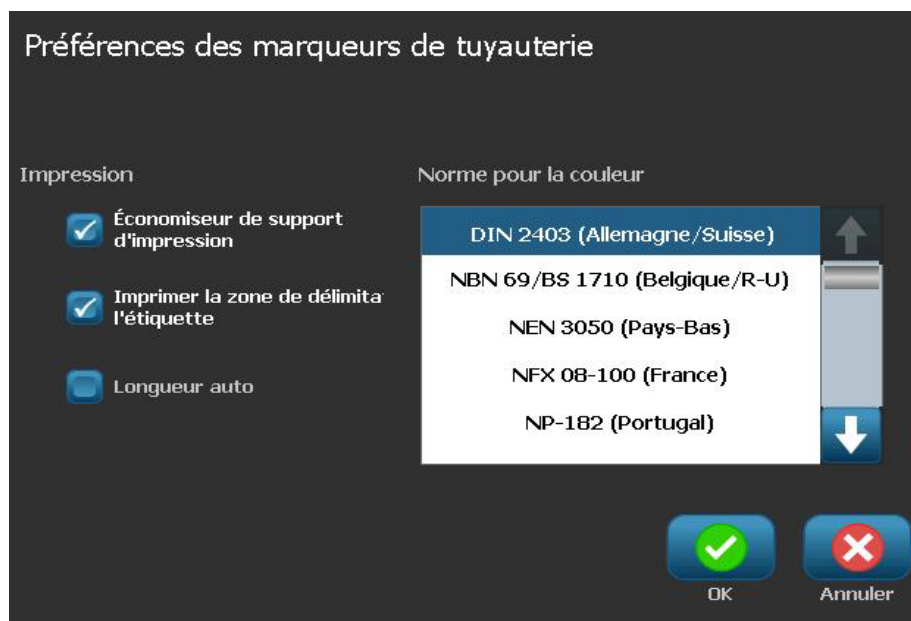 Préférences des marqueurs de tuyauterie
Impression
Économiseur de support
d'impression
Imprimer la zone de délimita
l'étiquette
Longueur auto
Norme pour la couleur
DIN 2403 (Allemagne/Suisse)
NBN 69/BS 1710 (Belgique/R-U)
NEN 3050 (Pays-Bas)
NFX 08-100 (France)
NP-182 (Portugal)
OK
Annuler